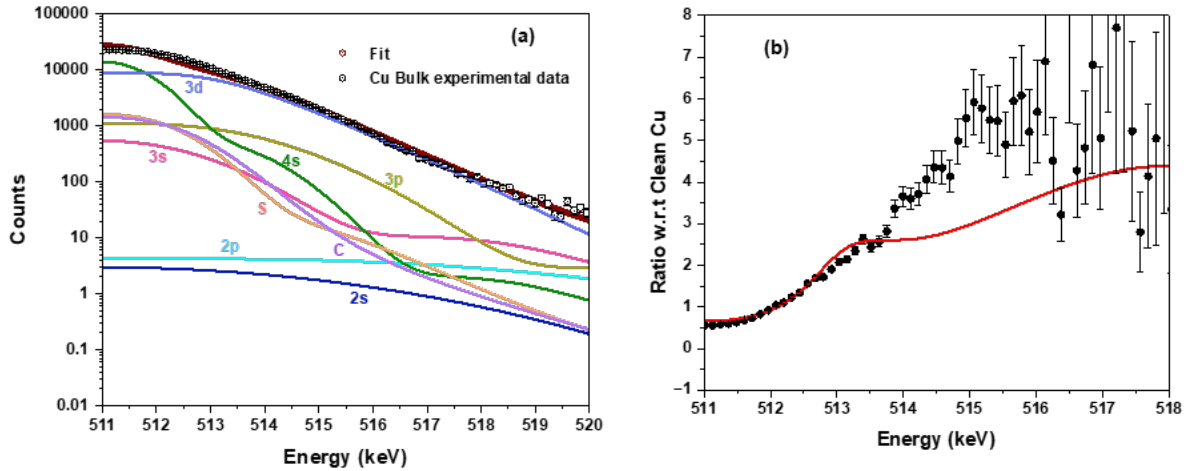 (a)
Fit
Cu Bulk experimental data
100000
10000
1000
100
10
1
0.1
0.01
Counts
3d
3s
4s
3p
S
C
2p
2s
511 512 513 514 515 516 517 518 519 520
Energy (keV)
(b)
8
7
6
5
4
3
2
1
0
−1
Ratio w.r.t Clean Cu
511 512 513 514 515 516 517 518
Energy (keV)